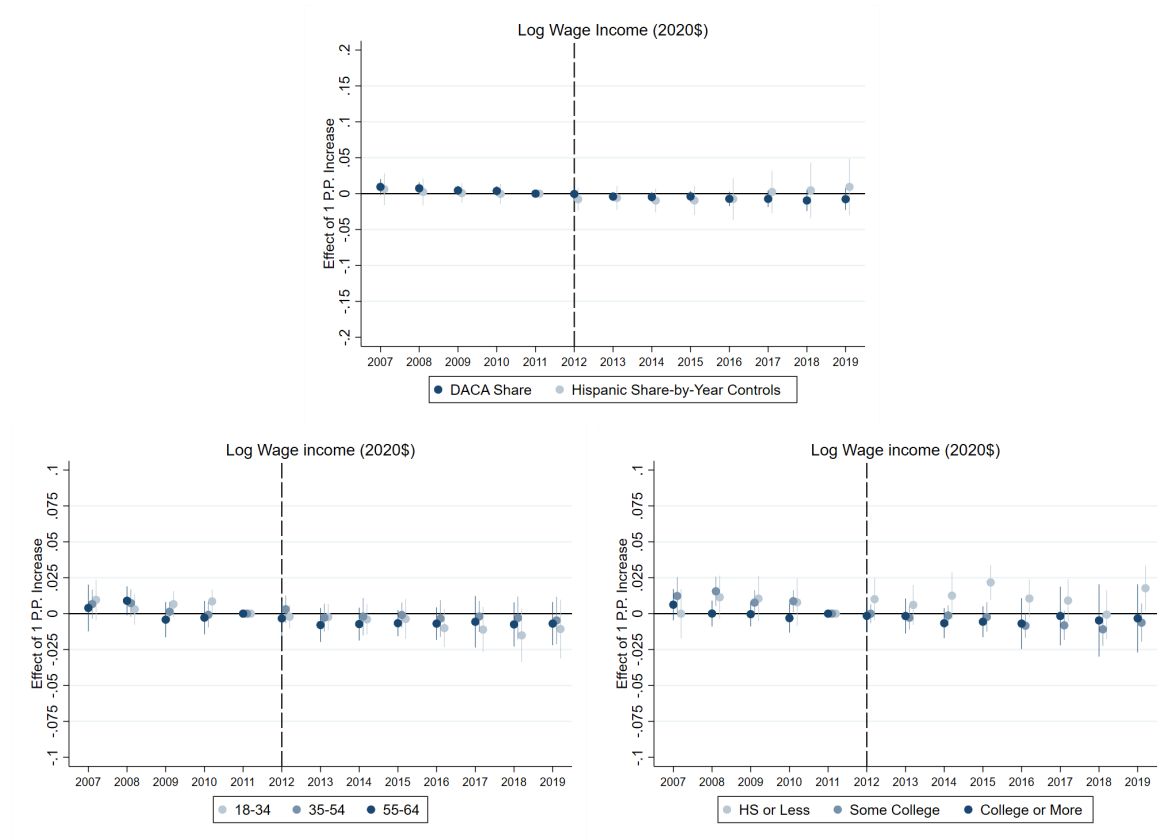 Log Wage Income (2020$)
Effect of 1 P.P. Increase
.2
.15
.1
.05
0
-.05
-.1
-.15
-.2
2007 2008 2009 2010 2011 2012 2013 2014 2015 2016 2017 2018 2019
DACA Share Hispanic Share-by-Year Controls
Log Wage income (2020$)
Effect of 1 P.P. Increase
.1
.075
.05
.025
0
-.025
-.05
-.075
-.1
2007 2008 2009 2010 2011 2012 2013 2014 2015 2016 2017 2018 2019
18-34 35-54 55-64
Log Wage income (2020$)
Effect of 1 P.P. Increase
.1
.075
.05
.025
0
-.025
-.05
-.075
-.1
2007 2008 2009 2010 2011 2012 2013 2014 2015 2016 2017 2018 2019
HS or Less Some College College or More